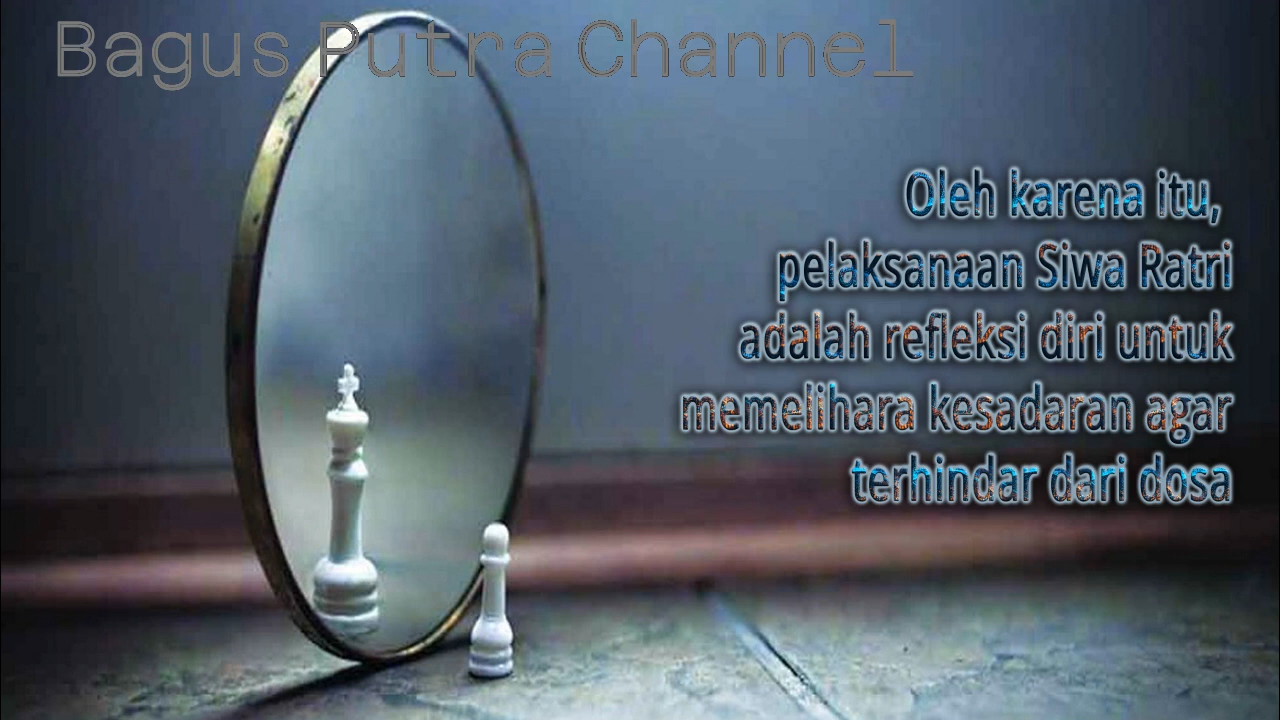 Bagus Putra Channel
Oleh karena itu,
pelaksanaan Siwa Ratri
adalah refleksi diri untuk
memelihara kesadaran agar
terhindar dari dosa